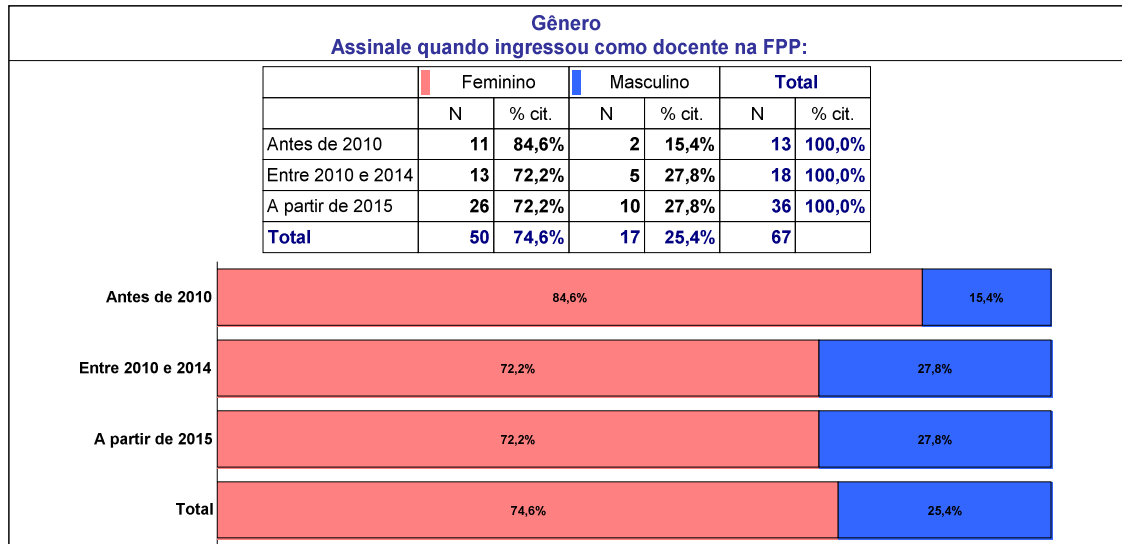 Gênero
Assinale quando ingressou como docente na FPP:
Feminino Masculino Total
N % cit. N % cit. N % cit.
Antes de 2010 11 84,6% 2 15,4% 13 100,0%
Entre 2010 e 2014 13 72,2% 5 27,8% 18 100,0%
A partir de 2015 26 72,2% 10 27,8% 36 100,0%
Total 50 74,6% 17 25,4% 67
Antes de 2010 84,6% 15,4%
Entre 2010 e 2014 72,2% 27,8%
A partir de 2015 72,2% 27,8%
Total 74,6% 25,4%